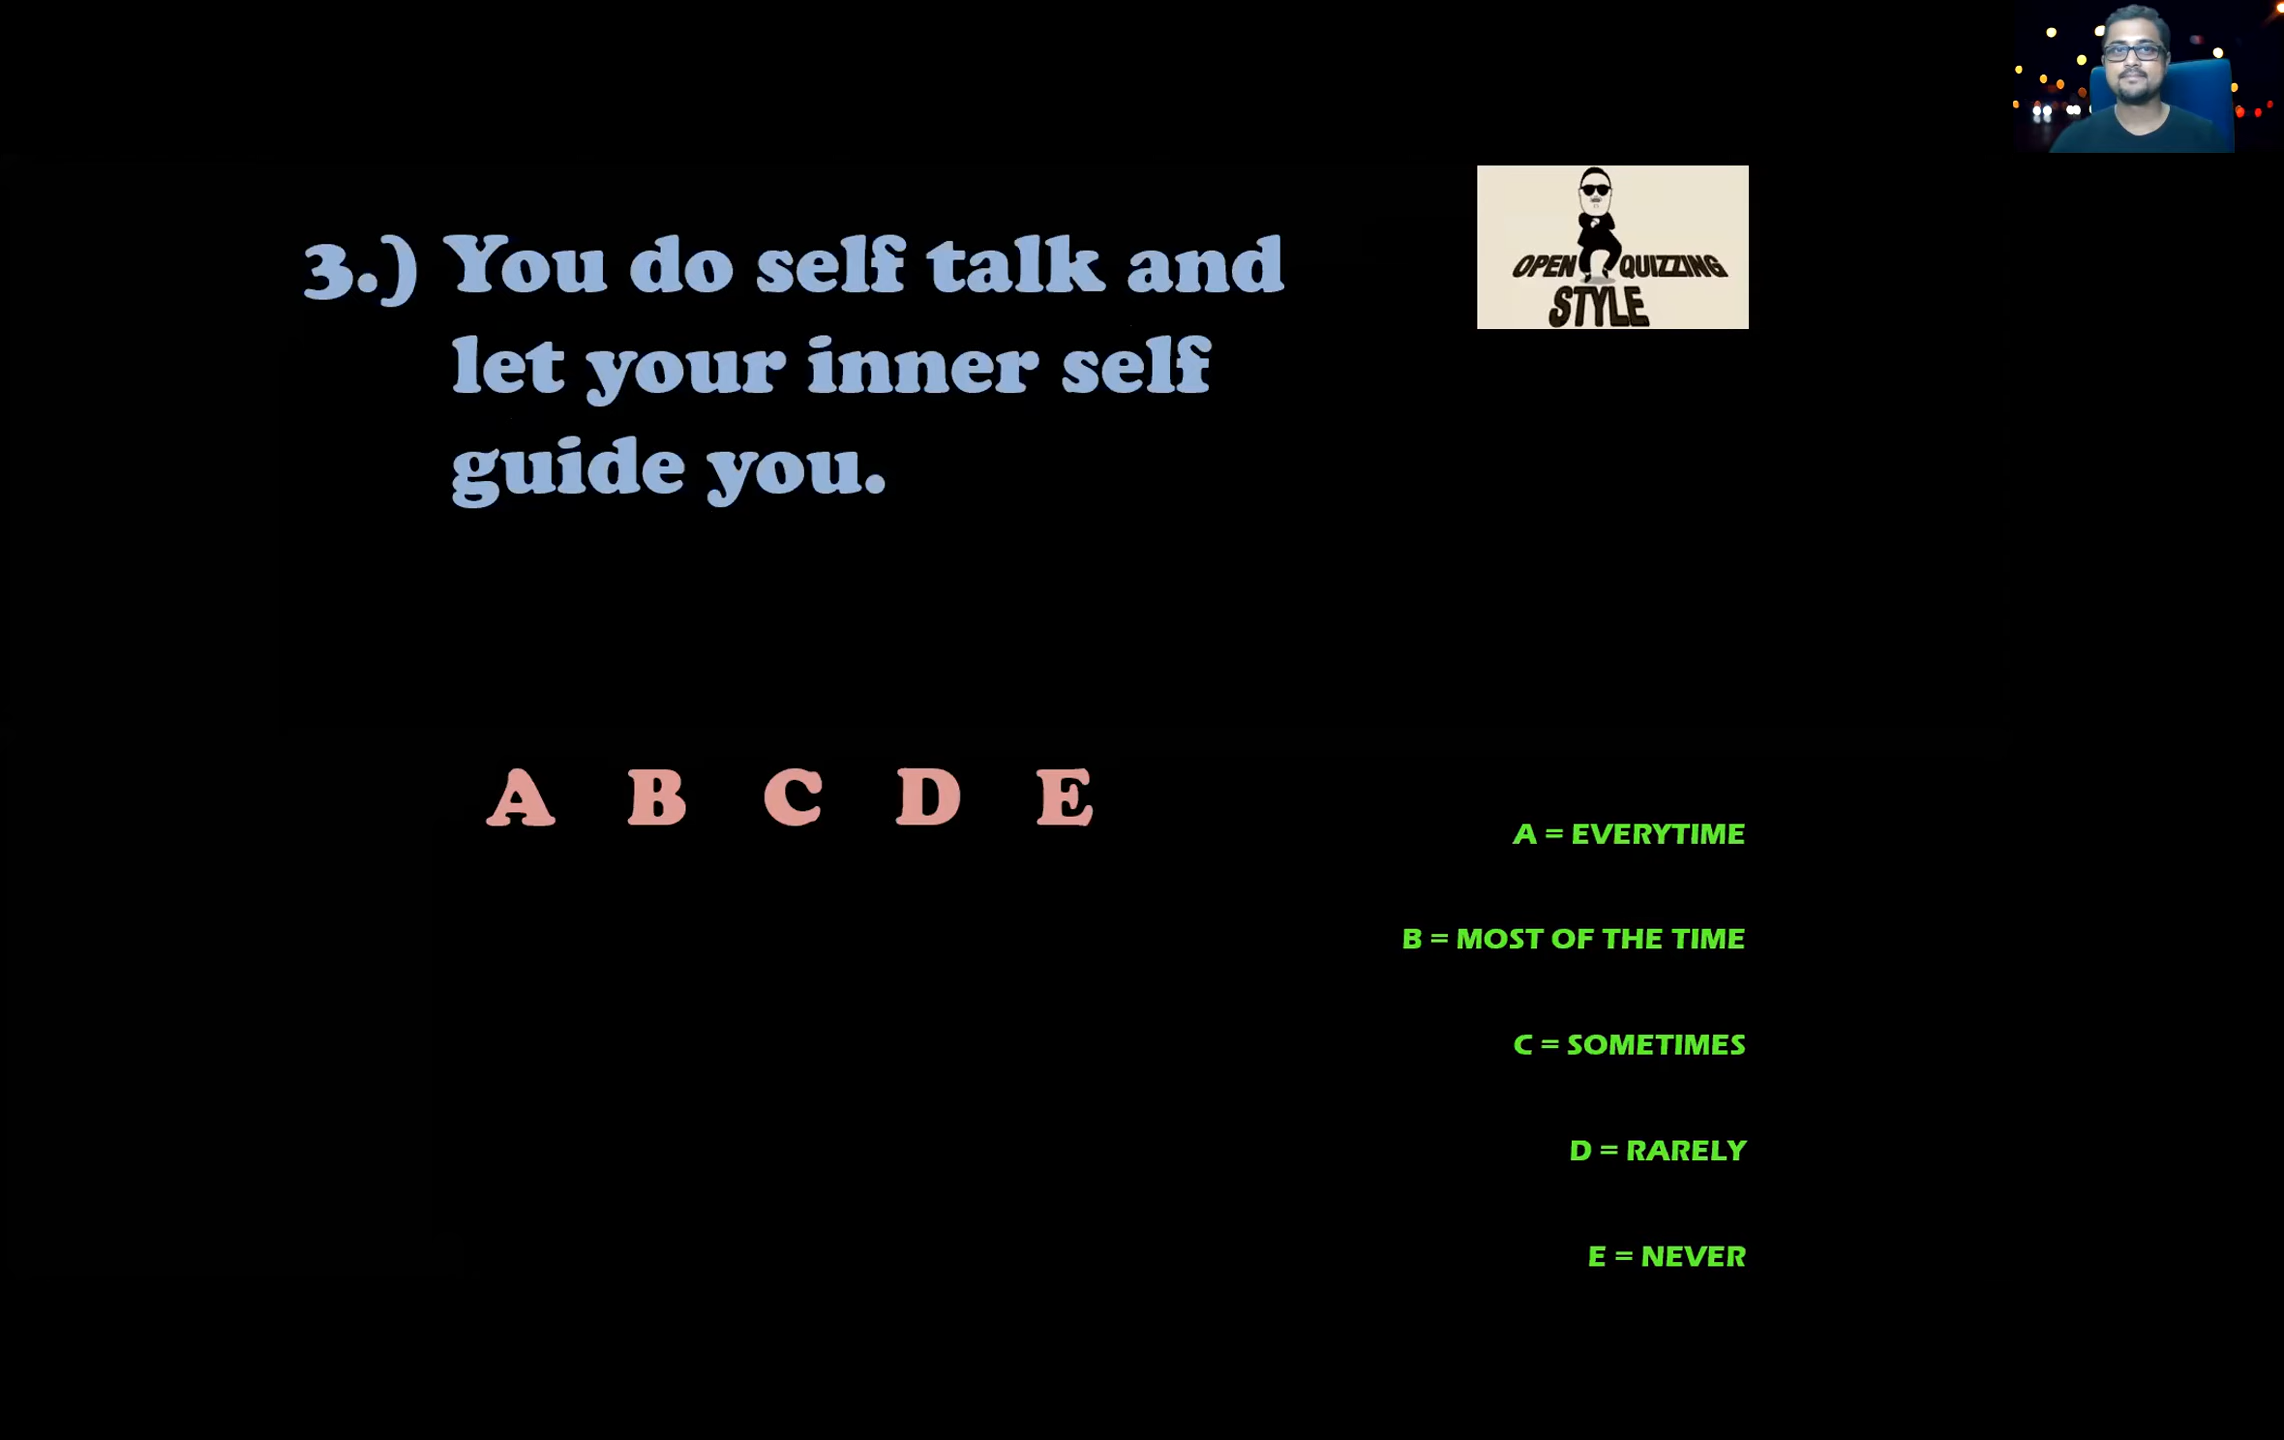 3.) You do self talk and
let your inner self
guide you.
OPEN QUIZZING
STYLE
A B C D E
A = EVERYTIME
B = MOST OF THE TIME
C = SOMETIMES
D = RARELY
E = NEVER